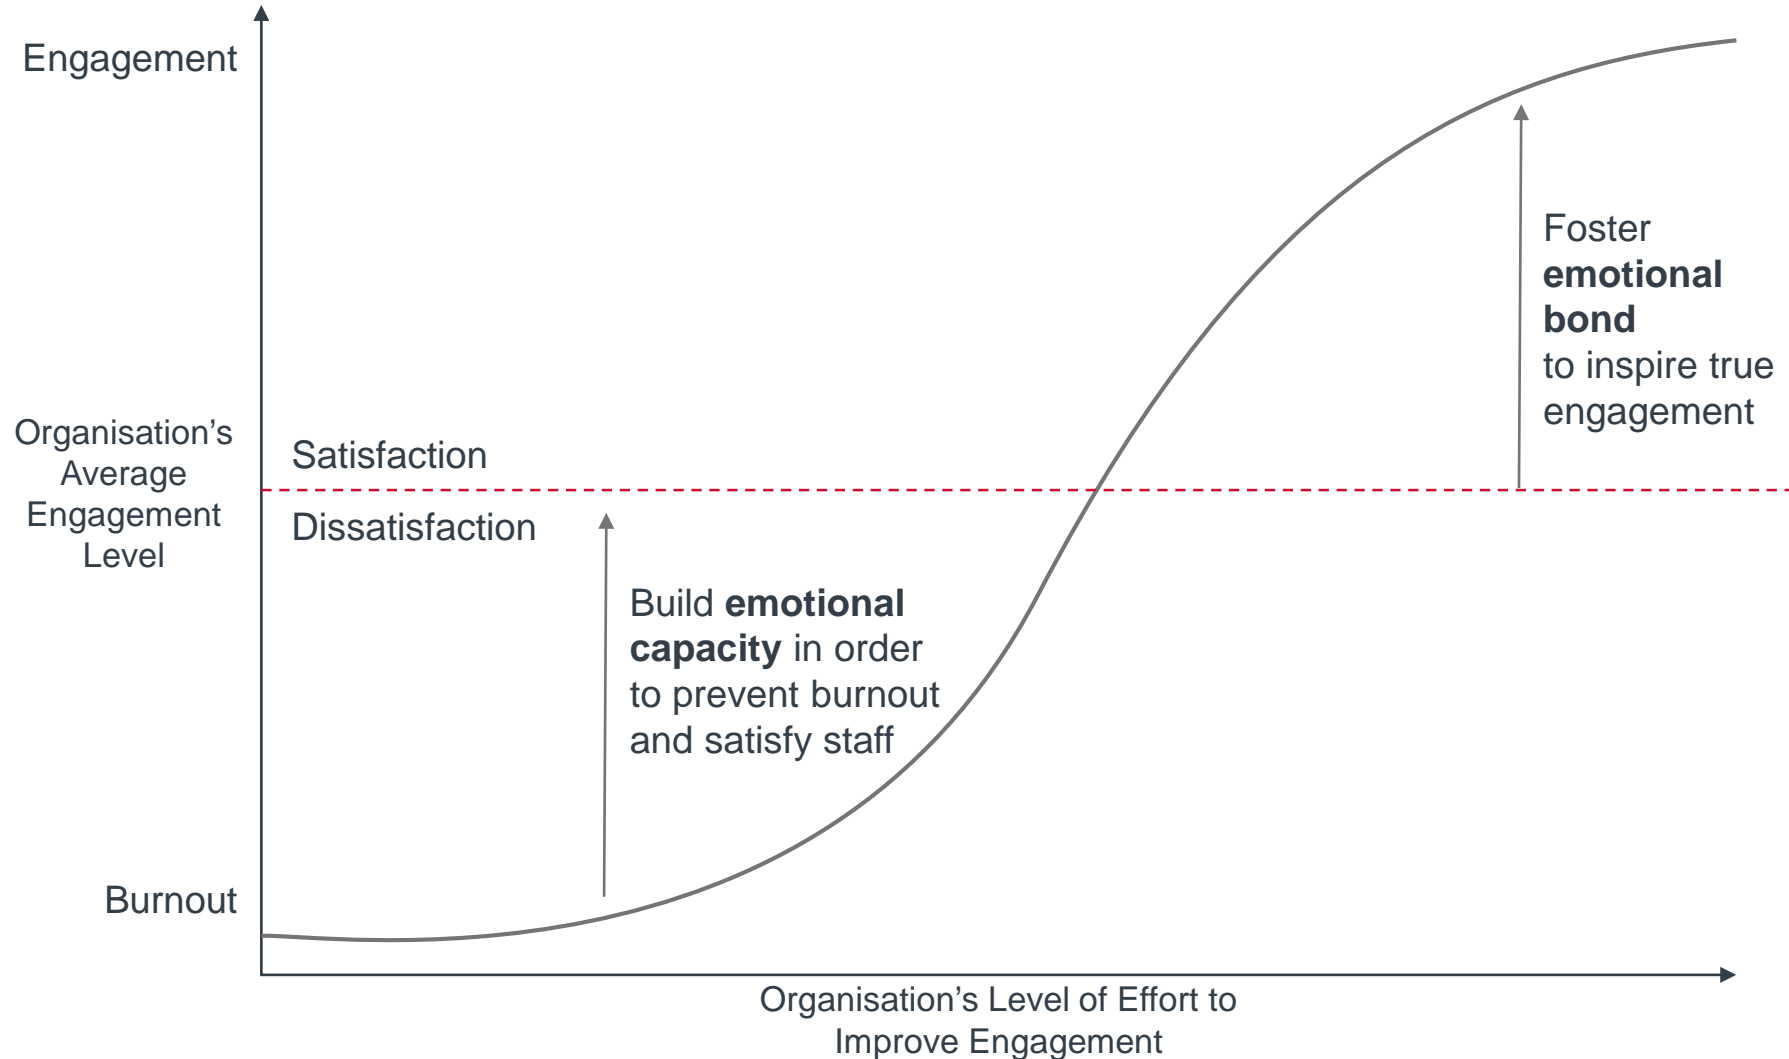 Engagement
Organisation’s
Average
Engagement
Level
Burnout
Satisfaction
Dissatisfaction
Build emotional
capacity in order
to prevent burnout
and satisfy staff
Foster
emotional
bond
to inspire true
engagement
Organisation’s Level of Effort to
Improve Engagement